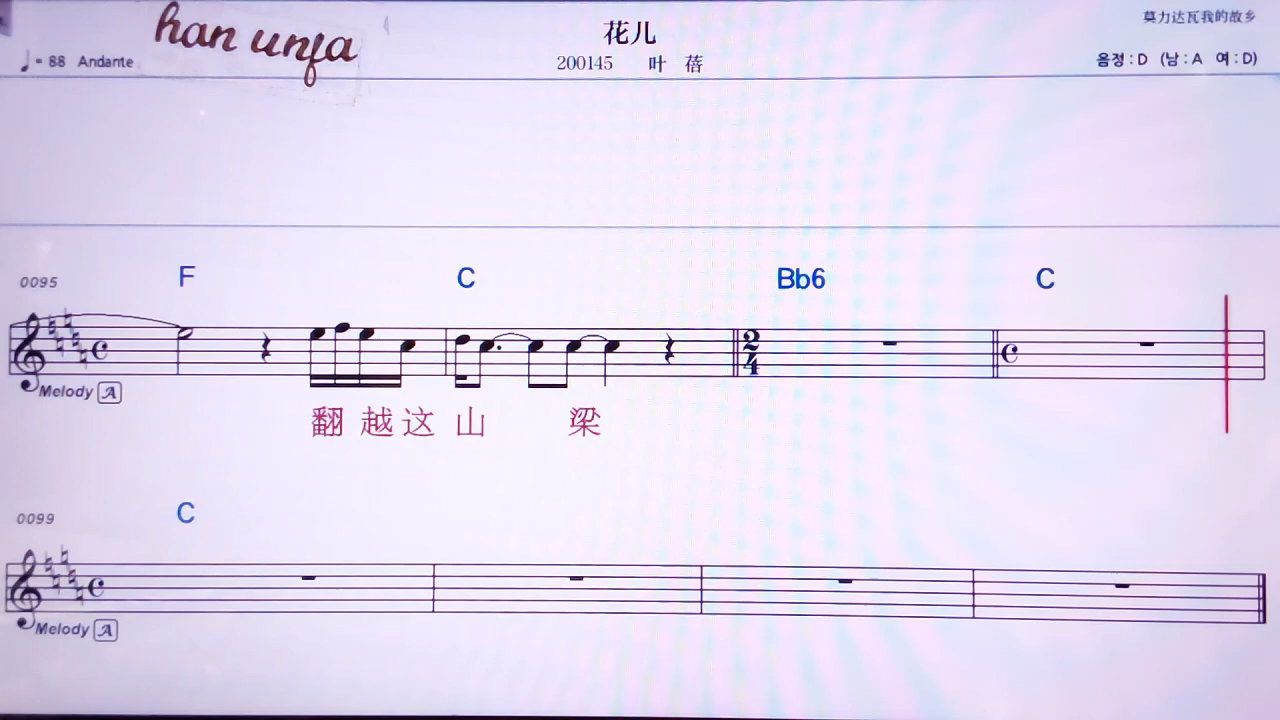 han unfa
花儿
莫力达瓦我的故乡
♩= 88 Andante
200145 叶 蓓
음정 : D (남 : A 여 : D)
0095 F C Bb6 C
2/4
Melody A
翻 越 这 山 梁
0099 C
Melody A